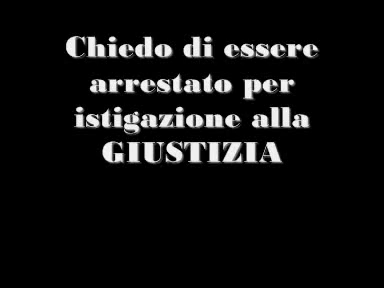 Chiedo di essere
arrestato per
istigazione alla
GIUSTIZIA